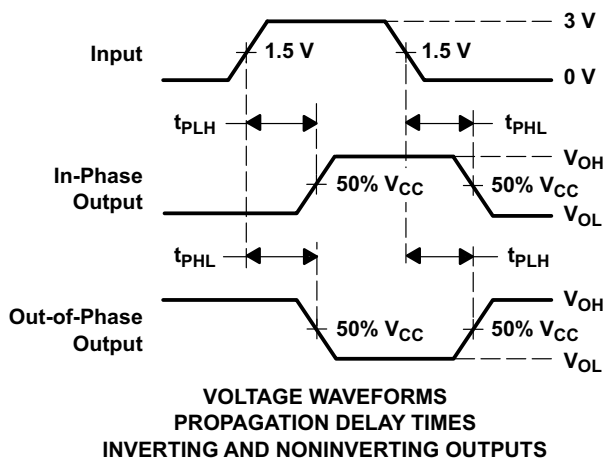 3 V
Input
1.5 V
1.5 V
0 V
tPLH
tPHL
In-Phase
Output
VOH
50% VCC
50% VCC
VOL
tPHL
tPLH
Out-of-Phase
Output
VOH
50% VCC
50% VCC
VOL
VOLTAGE WAVEFORMS
PROPAGATION DELAY TIMES
INVERTING AND NONINVERTING OUTPUTS